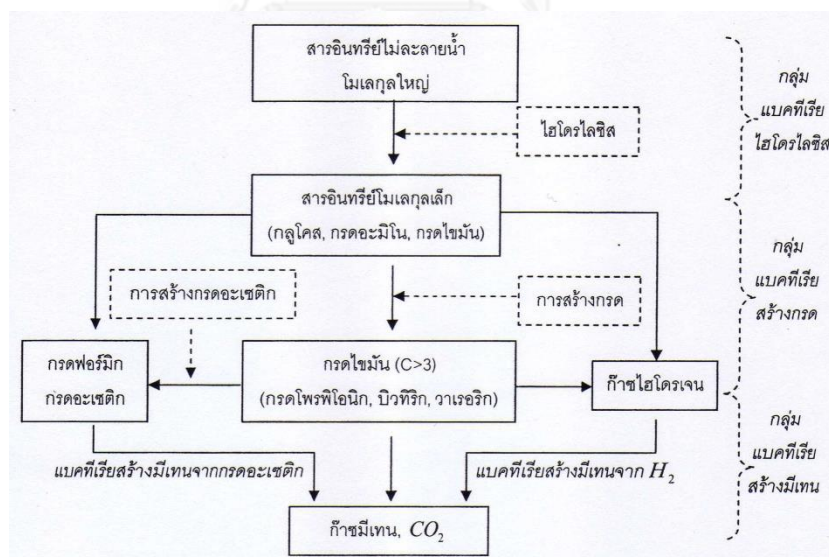 สารอินทรีย์ไม่ละลายน้ำ
โมเลกุลใหญ่
กลุ่ม
แบคทีเรีย
ไฮโดรไลซิส
ไฮโดรไลซิส
สารอินทรีย์โมเลกุลเล็ก
(กลูโคส, กรดอะมิโน, กรดไขมัน)
กลุ่ม
แบคทีเรีย
สร้างกรด
การสร้างกรดอะเซติก
การสร้างกรด
กรดฟอร์มิก
กรดอะเซติก
กรดไขมัน (C>3)
(กรดโพรพิโอนิก, บิวทิริก, วาเรอริก)
ก๊าซไฮโดรเจน
กลุ่ม
แบคทีเรีย
สร้างมีเทน
แบคทีเรียสร้างมีเทนจากกรดอะเซติก
แบคทีเรียสร้างมีเทนจาก H₂
ก๊าซมีเทน, CO₂